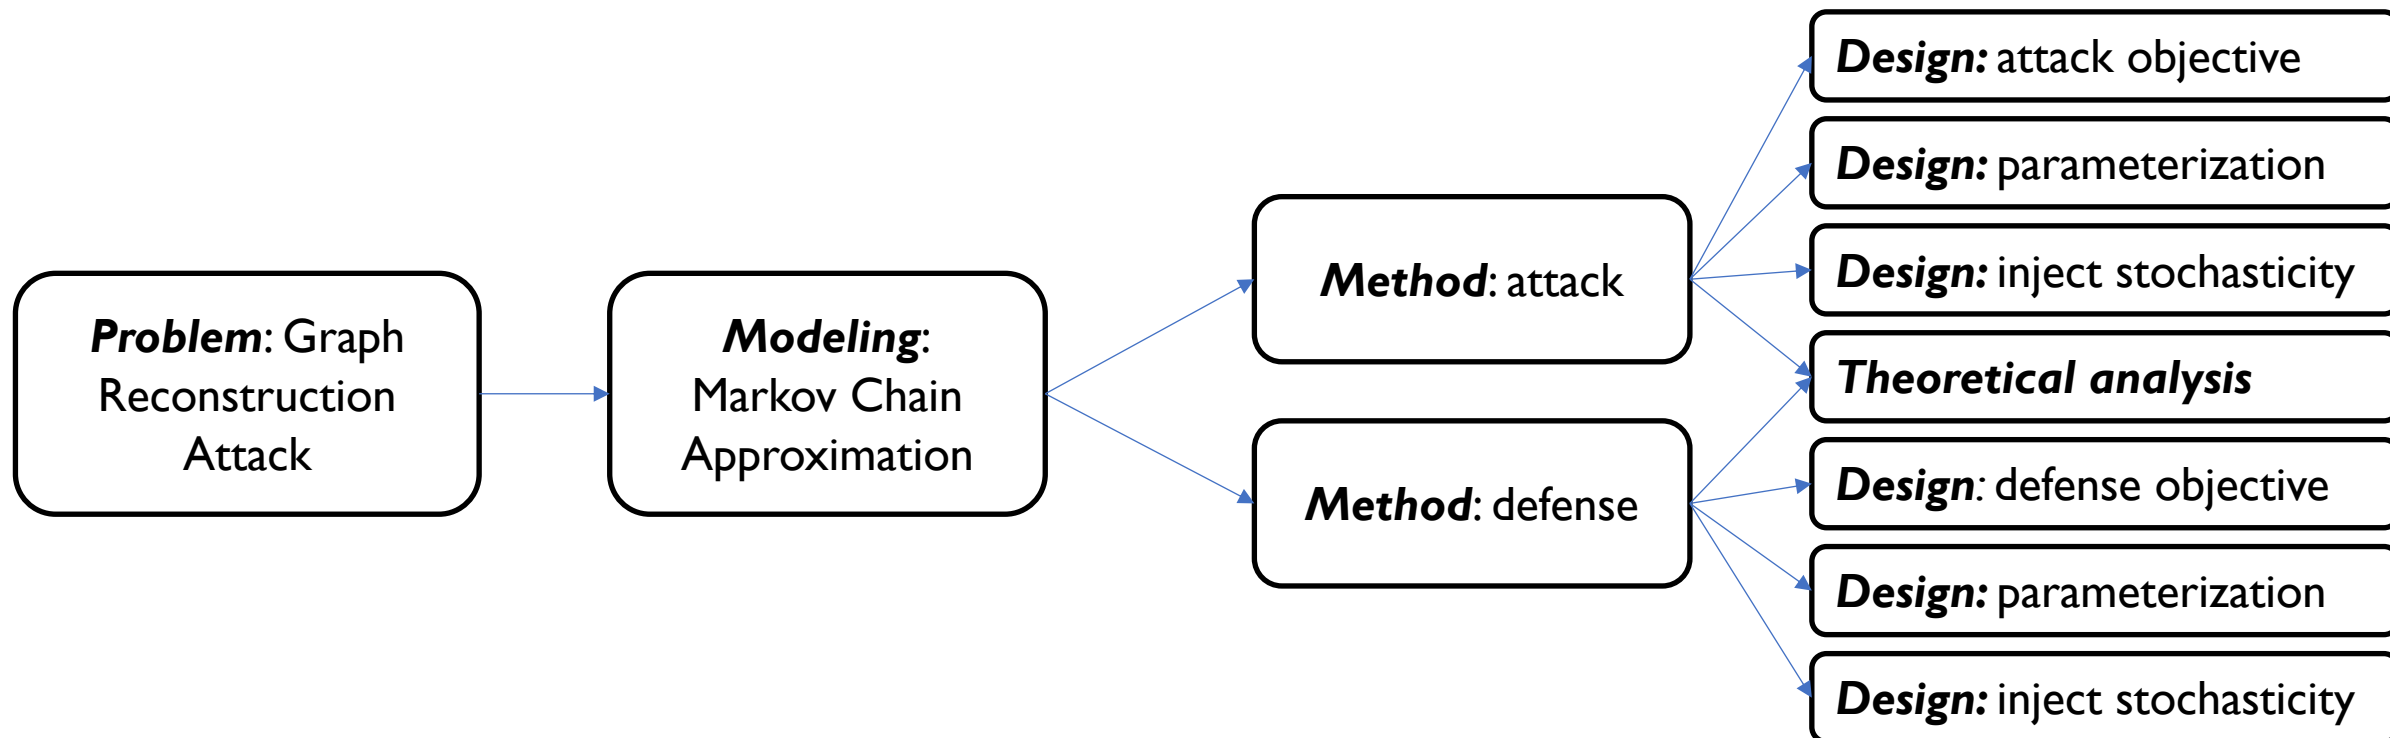 Problem: Graph
Reconstruction
Attack
Modeling:
Markov Chain
Approximation
Method: attack
Method: defense
Design: attack objective
Design: parameterization
Design: inject stochasticity
Theoretical analysis
Design: defense objective
Design: parameterization
Design: inject stochasticity